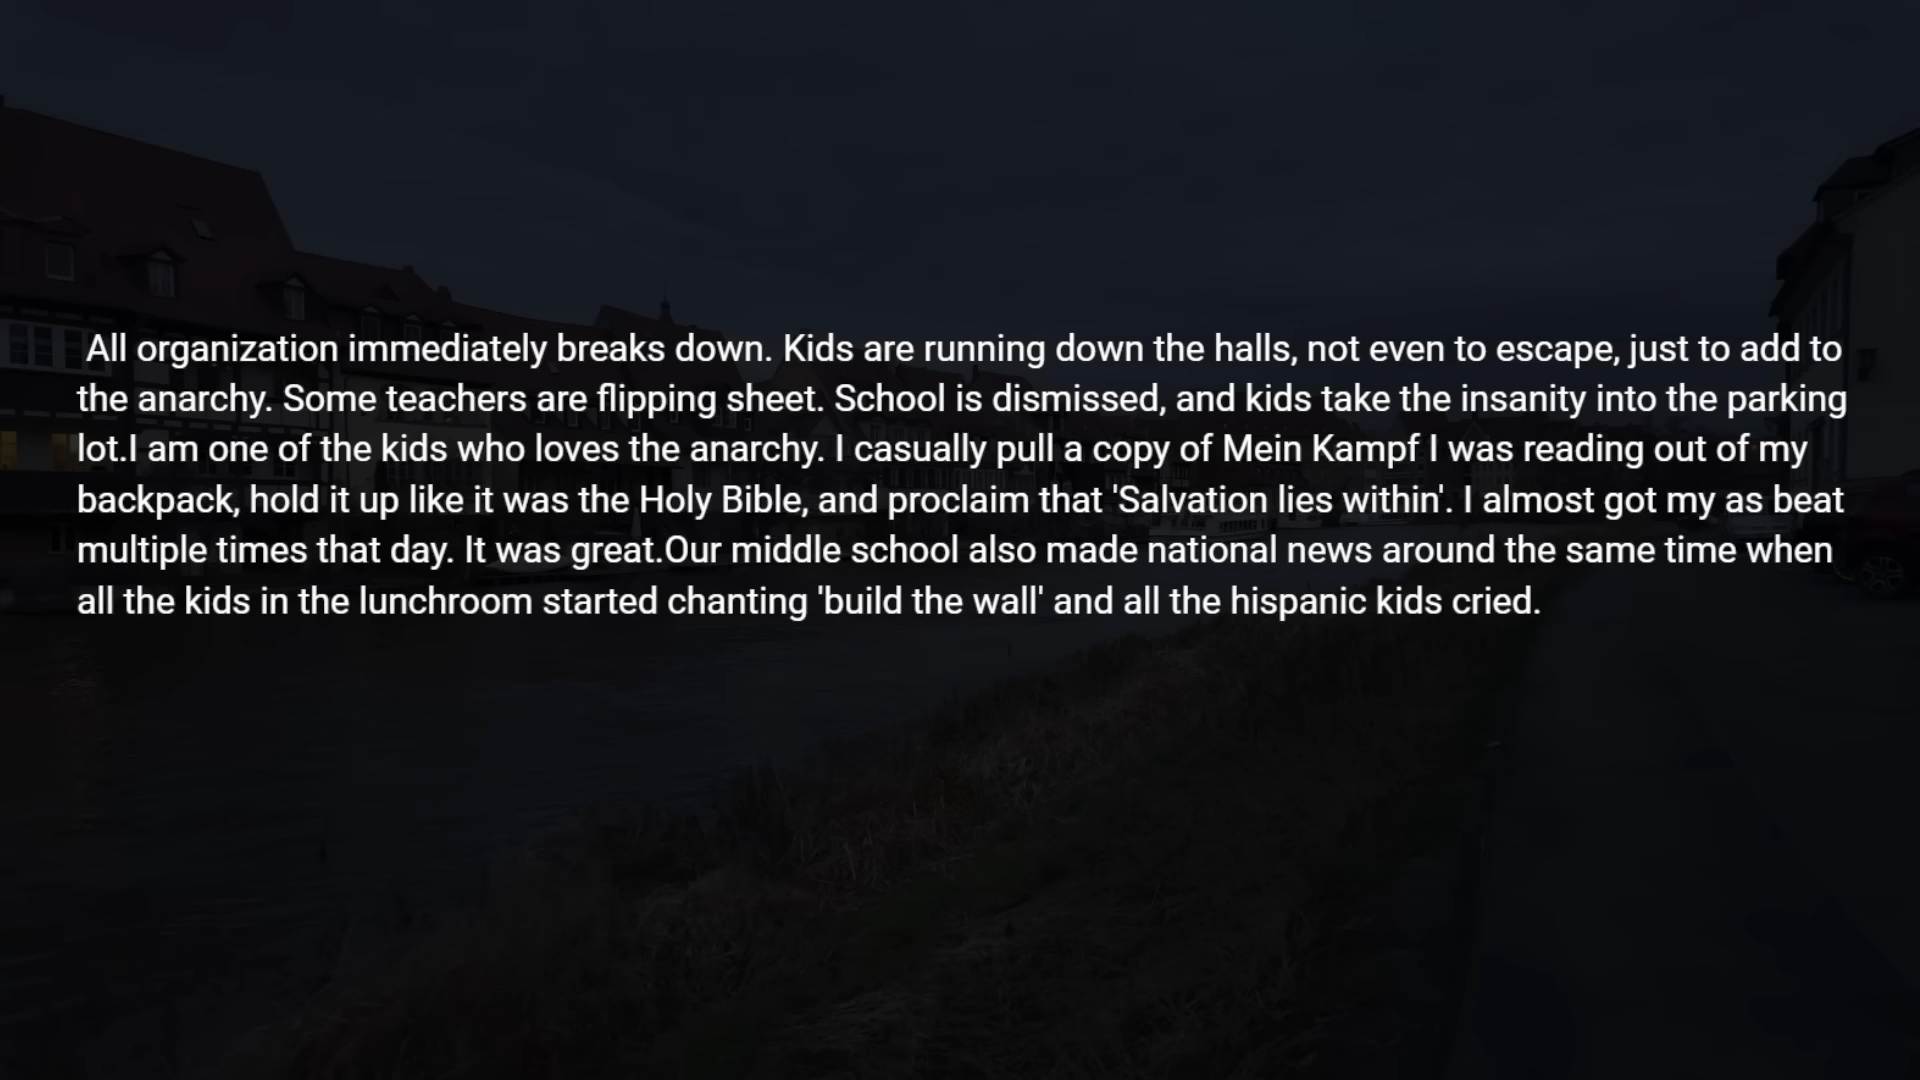 All organization immediately breaks down. Kids are running down the halls, not even to escape, just to add to
the anarchy. Some teachers are flipping sheet. School is dismissed, and kids take the insanity into the parking
lot.I am one of the kids who loves the anarchy. I casually pull a copy of Mein Kampf I was reading out of my
backpack, hold it up like it was the Holy Bible, and proclaim that 'Salvation lies within'. I almost got my as beat
multiple times that day. It was great.Our middle school also made national news around the same time when
all the kids in the lunchroom started chanting 'build the wall' and all the hispanic kids cried.